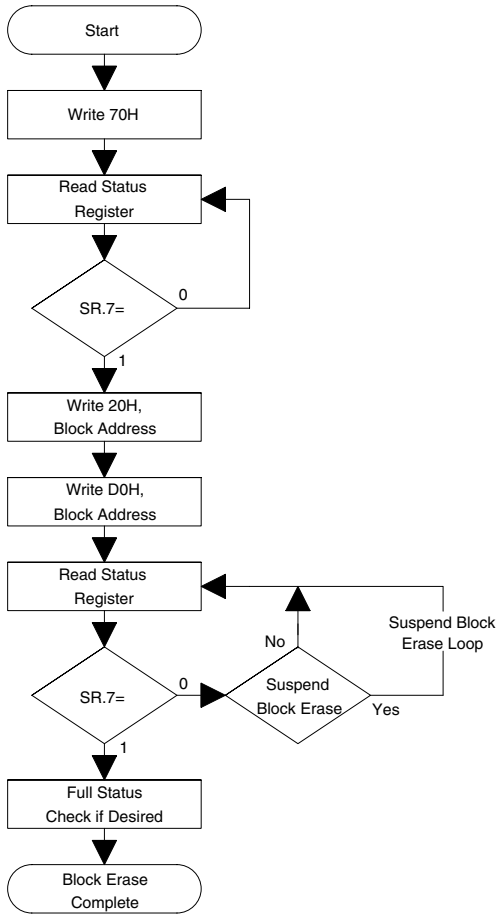 Start
Write 70H
Read Status
Register
SR.7=
0
1
Write 20H,
Block Address
Write D0H,
Block Address
Read Status
Register
Suspend Block
Erase Loop
No
SR.7=
0
Suspend
Block Erase
Yes
1
Full Status
Check if Desired
Block Erase
Complete